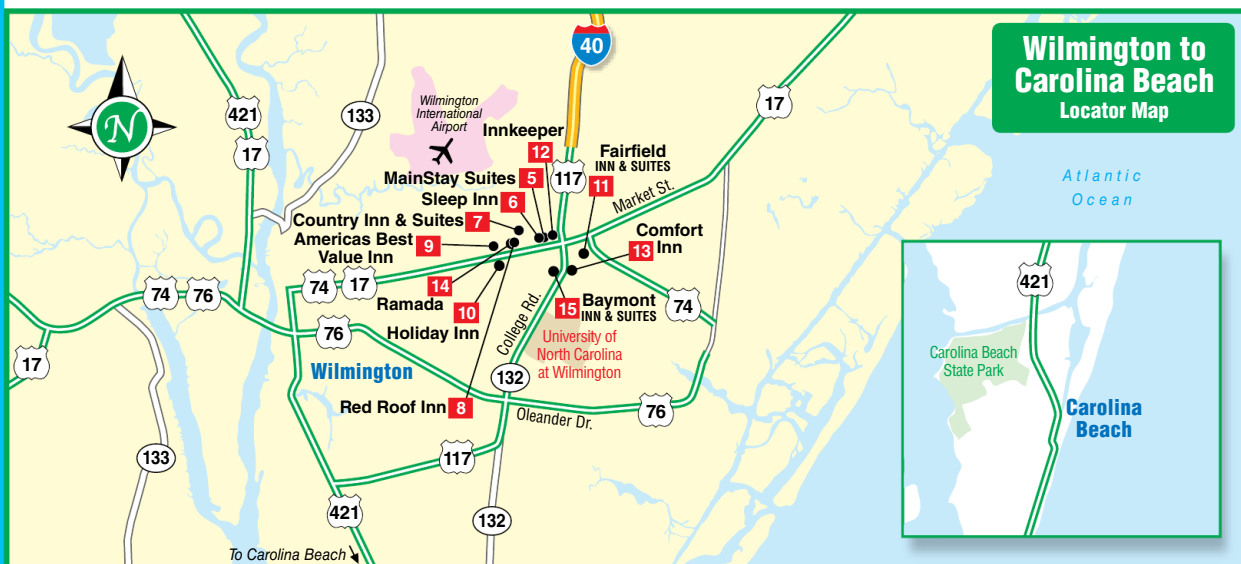 Wilmington to
Carolina Beach
Locator Map
40
421
17
133
Wilmington
International
Airport
17
Innkeeper
12
Fairfield
INN & SUITES
11
117
MainStay Suites 5
Sleep Inn 6
Market St.
Country Inn & Suites 7
Americas Best
Value Inn
9
Comfort
Inn
13
Atlantic
Ocean
N
74
76
74
17
14
Ramada
10
Holiday Inn
15
Baymont
INN & SUITES
74
College Rd.
University of
North Carolina
at Wilmington
76
17
Wilmington
132
Red Roof Inn 8
Oleander Dr.
76
117
133
421
132
To Carolina Beach
421
Carolina Beach
State Park
Carolina
Beach